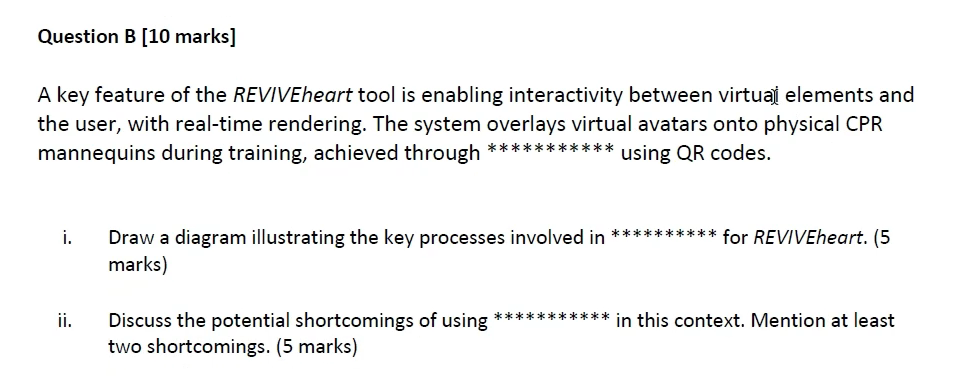 Question B [10 marks]
A key feature of the REVIVEheart tool is enabling interactivity between virtual elements and
the user, with real-time rendering. The system overlays virtual avatars onto physical CPR
mannequins during training, achieved through *********** using QR codes.
i. Draw a diagram illustrating the key processes involved in ********** for REVIVEheart. (5
marks)
ii. Discuss the potential shortcomings of using *********** in this context. Mention at least
two shortcomings. (5 marks)